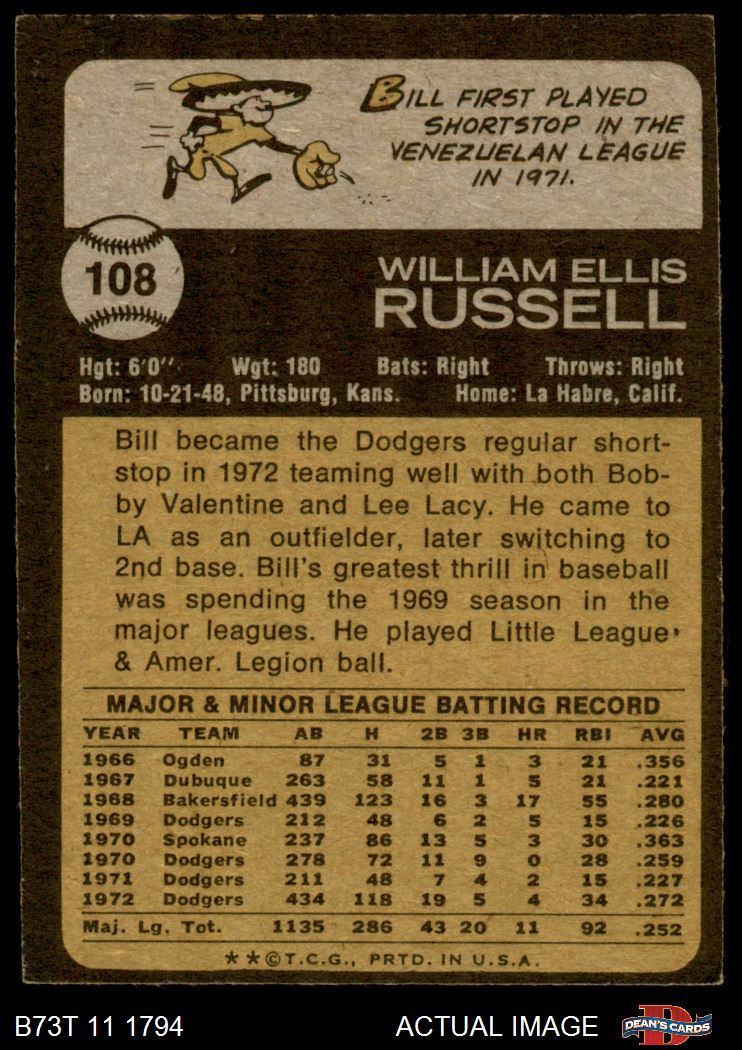 BILL FIRST PLAYED
SHORTSTOP IN THE
VENEZUELAN LEAGUE
IN 1971.
108
WILLIAM ELLIS
RUSSELL
Hgt: 6'0" Wgt: 180 Bats: Right Throws: Right
Born: 10-21-48, Pittsburg, Kans. Home: La Habre, Calif.
Bill became the Dodgers regular short-
stop in 1972 teaming well with both Bob-
by Valentine and Lee Lacy. He came to
LA as an outfielder, later switching to
2nd base. Bill's greatest thrill in baseball
was spending the 1969 season in the
major leagues. He played Little League
& Amer. Legion ball.
MAJOR & MINOR LEAGUE BATTING RECORD
YEAR TEAM AB H 2B 3B HR RBI AVG
1966 Ogden 87 31 5 1 3 21 .356
1967 Dubuque 263 58 11 1 5 21 .221
1968 Bakersfield 439 123 16 3 17 55 .280
1969 Dodgers 212 48 6 2 5 15 .226
1970 Spokane 237 86 13 5 3 30 .363
1970 Dodgers 278 72 11 9 0 28 .259
1971 Dodgers 211 48 7 4 2 15 .227
1972 Dodgers 434 118 19 5 4 34 .272
Maj. Lg. Tot. 1135 286 43 20 11 92 .252
**©T.C.G., PRTD. IN U.S.A.
B73T 11 1794 ACTUAL IMAGE D DEAN'S CARDS